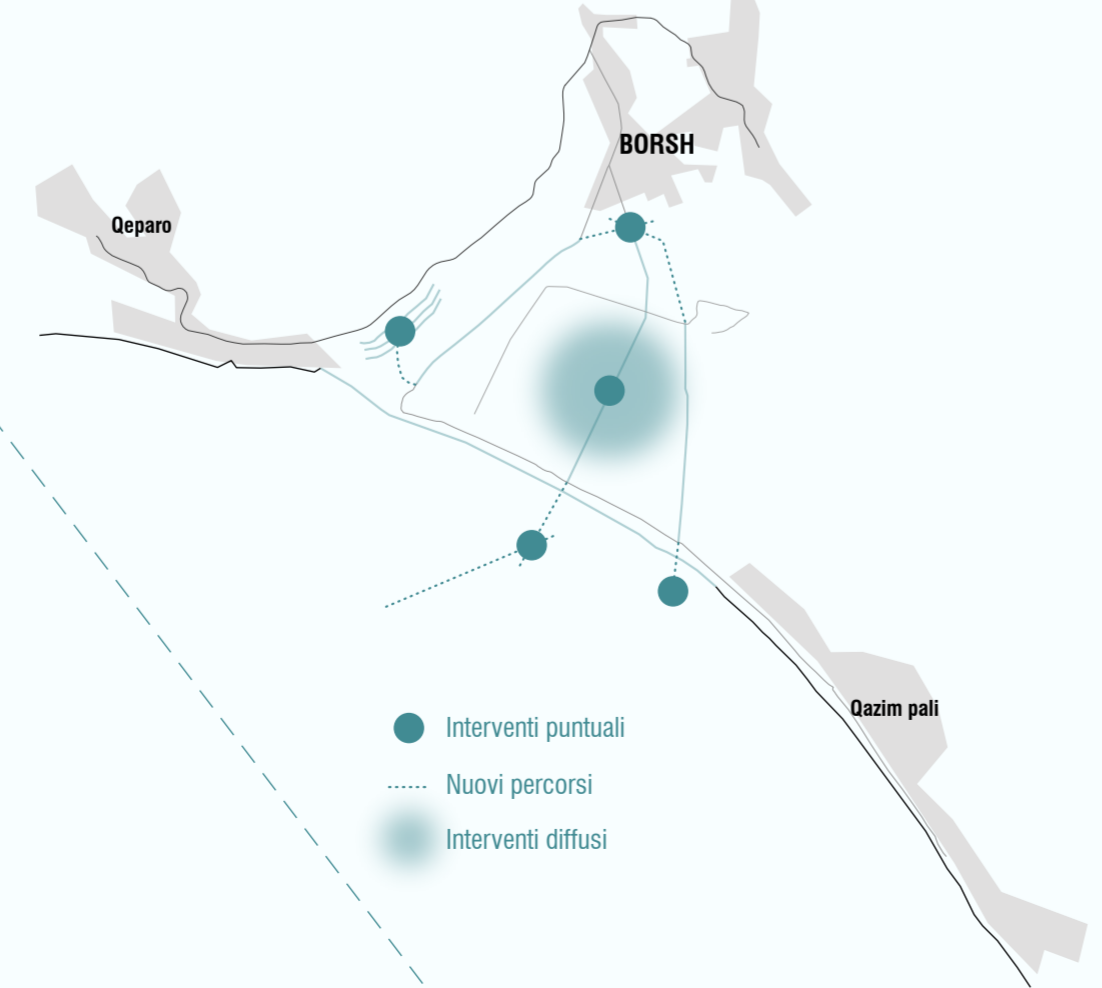 BORSH
Qeparo
Qazim pali
Interventi puntuali
Nuovi percorsi
Interventi diffusi